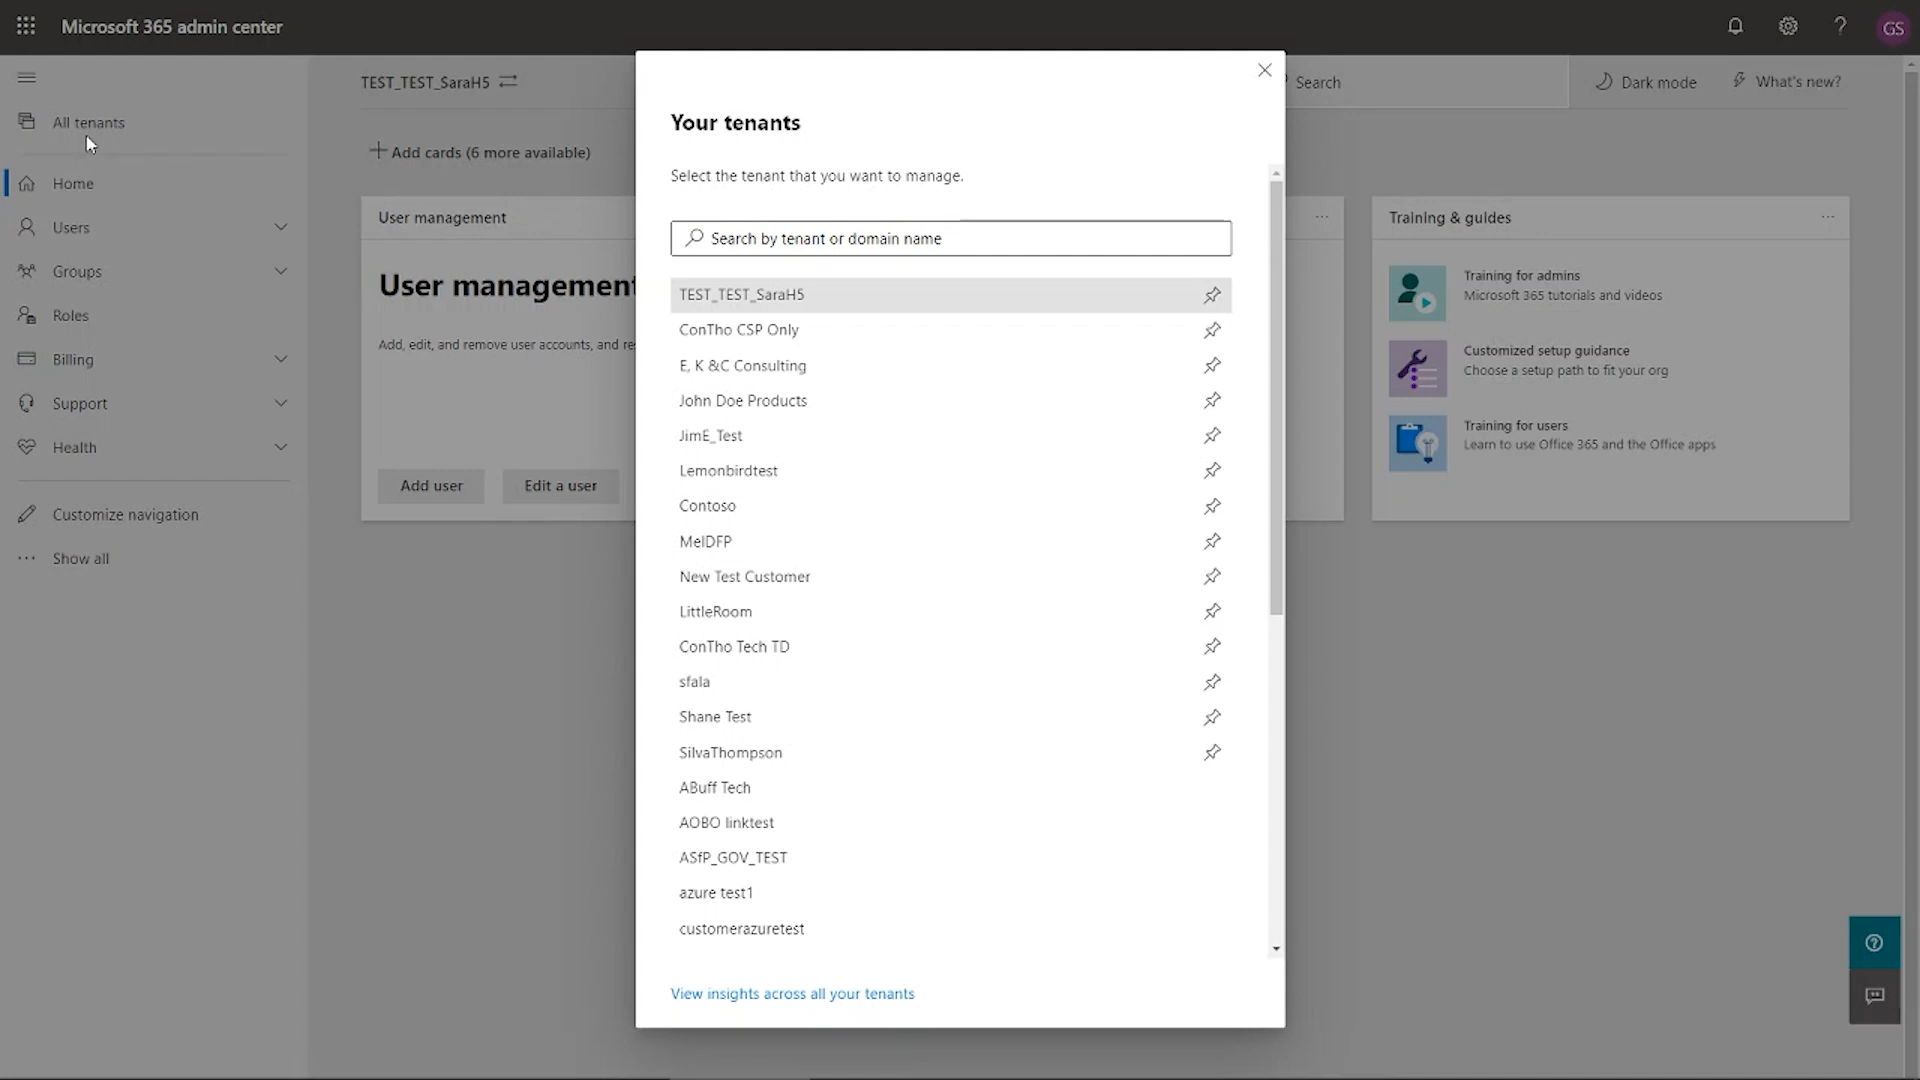 Microsoft 365 admin center
GS
All tenants
Home
Users
Groups
Roles
Billing
Support
Health
Customize navigation
Show all
TEST_TEST_SaraH5
Search
Dark mode
What's new?
Add cards (6 more available)
User management
User management
Add, edit, and remove user accounts, and re
Add user
Edit a user
Your tenants
Select the tenant that you want to manage.
Search by tenant or domain name
TEST_TEST_SaraH5
ConTho CSP Only
E, K &C Consulting
John Doe Products
JimE_Test
Lemonbirdtest
Contoso
MelDFP
New Test Customer
LittleRoom
ConTho Tech TD
sfala
Shane Test
SilvaThompson
ABuff Tech
AOBO linktest
ASfP_GOV_TEST
azure test1
customerazuretest
View insights across all your tenants
Training & guides
Training for admins
Microsoft 365 tutorials and videos
Customized setup guidance
Choose a setup path to fit your org
Training for users
Learn to use Office 365 and the Office apps